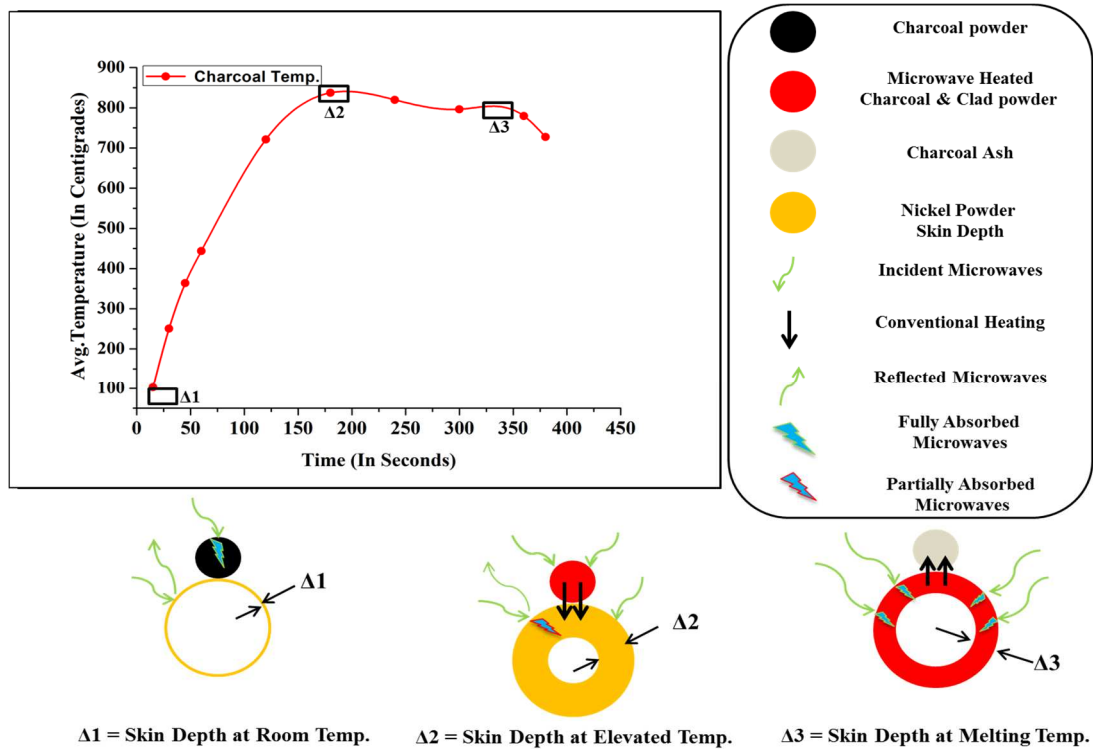 Charcoal Temp.
900
800
700
600
500
400
300
200
100
Avg.Temperature (In Centigrades)
Δ1
Δ2
Δ3
0 50 100 150 200 250 300 350 400 450
Time (In Seconds)
Charcoal powder
Microwave Heated
Charcoal & Clad powder
Charcoal Ash
Nickel Powder
Skin Depth
Incident Microwaves
Conventional Heating
Reflected Microwaves
Fully Absorbed
Microwaves
Partially Absorbed
Microwaves
Δ1
Δ2
Δ3
Δ1 = Skin Depth at Room Temp.
Δ2 = Skin Depth at Elevated Temp.
Δ3 = Skin Depth at Melting Temp.